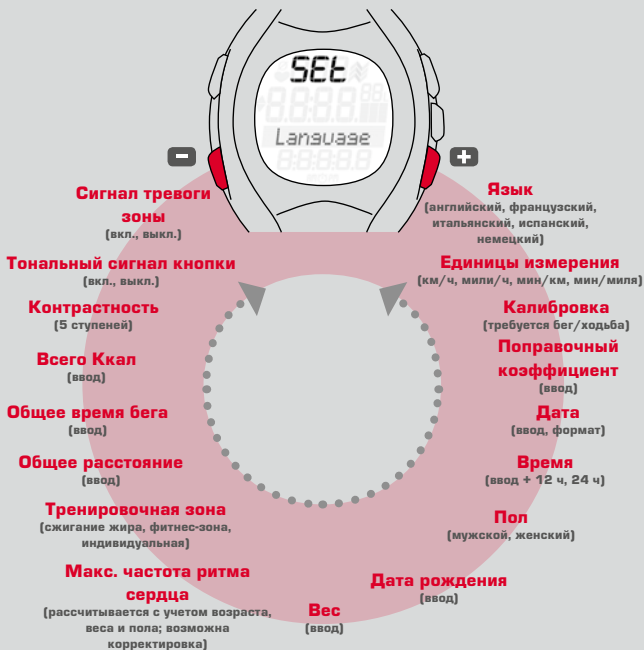 SEt
Language
-
+
Язык
(английский, французский,
итальянский, испанский,
немецкий)
Единицы измерения
(км/ч, мили/ч, мин/км, мин/миля)
Калибровка
(требуется бег/ходьба)
Поправочный
коэффициент
(ввод)
Дата
(ввод, формат)
Время
(ввод + 12 ч, 24 ч)
Пол
(мужской, женский)
Дата рождения
(ввод)
Вес
(ввод)
Макс. частота ритма
сердца
(рассчитывается с учетом возраста,
веса и пола; возможна
корректировка)
Тренировочная зона
(сжигание жира, фитнес-зона,
индивидуальная)
Общее расстояние
(ввод)
Общее время бега
(ввод)
Всего Ккал
(ввод)
Контрастность
(5 ступеней)
Тональный сигнал кнопки
(вкл., выкл.)
Сигнал тревоги
зоны
(вкл., выкл.)